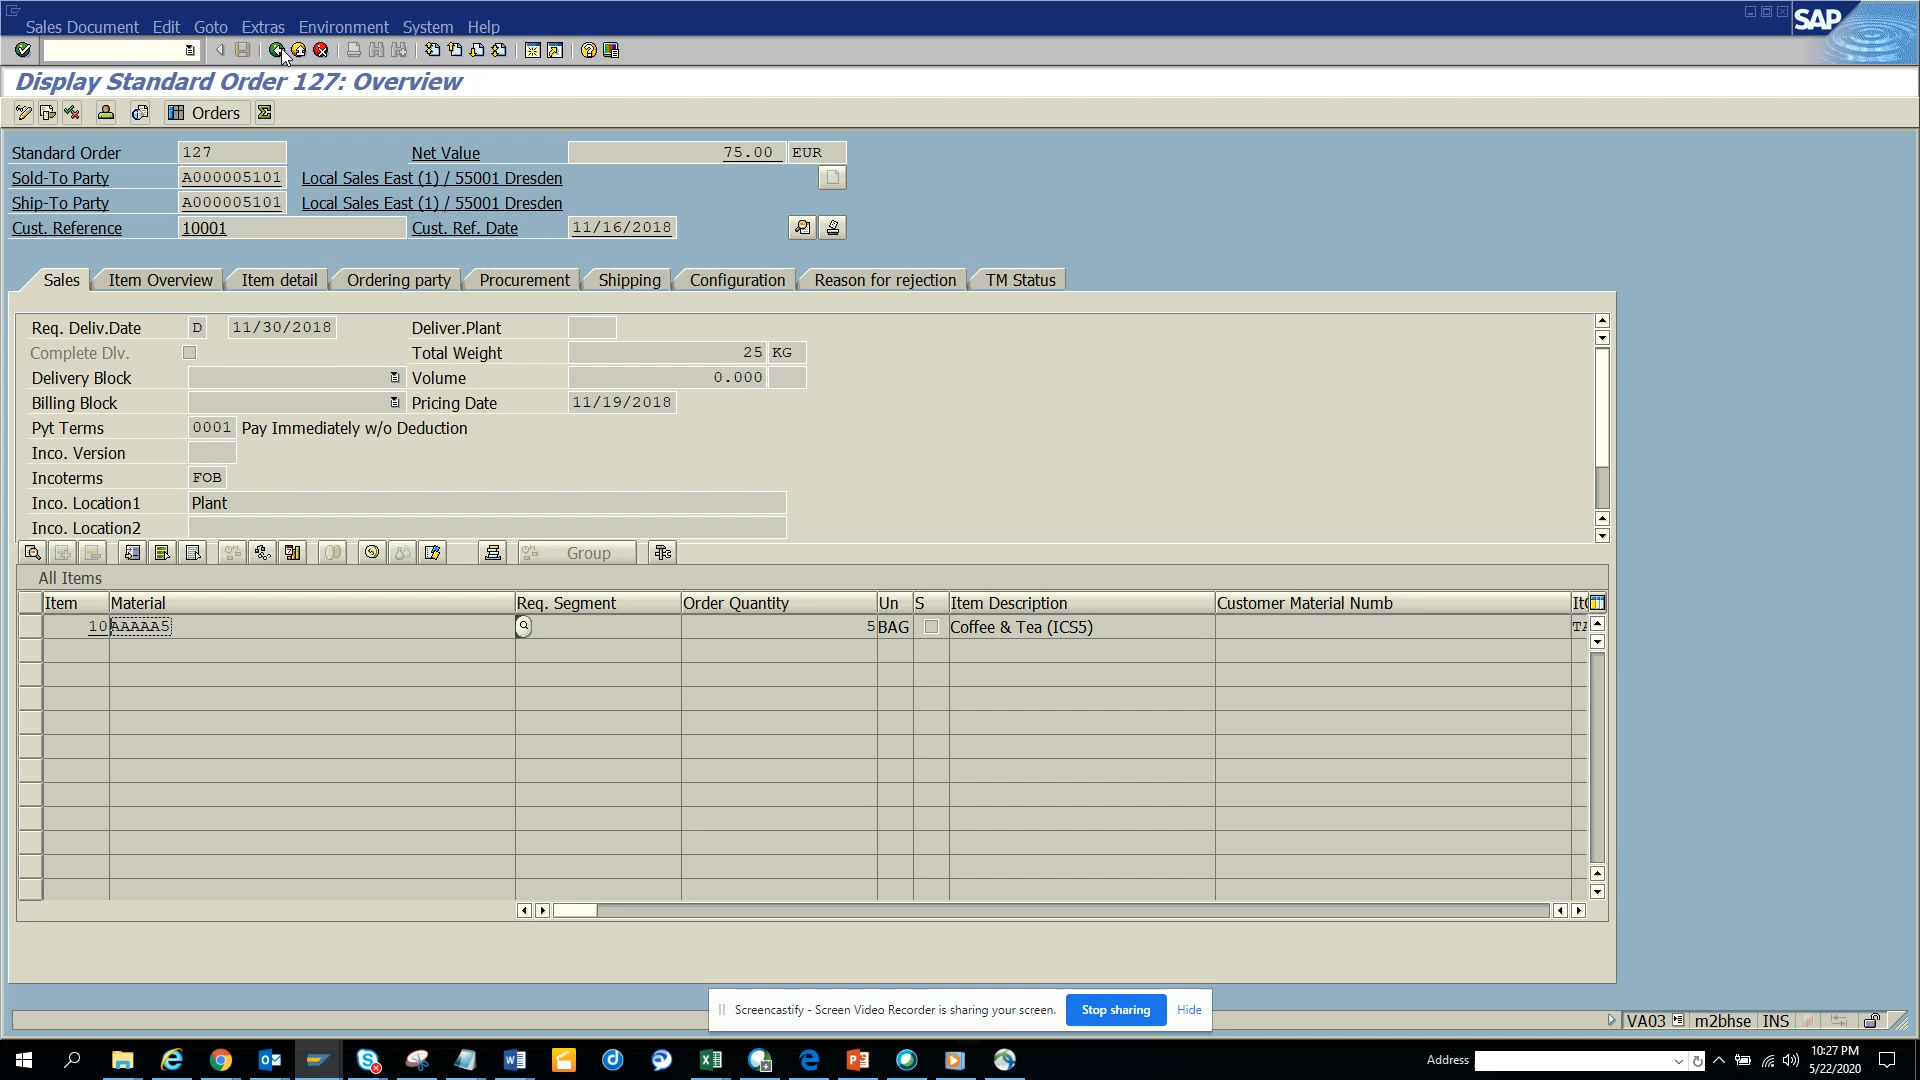 Sales Document Edit Goto Extras Environment System Help
SAP
Display Standard Order 127: Overview
Orders
Standard Order 127 Net Value 75.00 EUR
Sold-To Party A000005101 Local Sales East (1) / 55001 Dresden
Ship-To Party A000005101 Local Sales East (1) / 55001 Dresden
Cust. Reference 10001 Cust. Ref. Date 11/16/2018
Sales Item Overview Item detail Ordering party Procurement Shipping Configuration Reason for rejection TM Status
Req. Deliv.Date D 11/30/2018 Deliver.Plant
Complete Dlv. Total Weight 25 KG
Delivery Block Volume 0.000
Billing Block Pricing Date 11/19/2018
Pyt Terms 0001 Pay Immediately w/o Deduction
Inco. Version
Incoterms FOB
Inco. Location1 Plant
Inco. Location2
Group
All Items
Item Material Req. Segment Order Quantity Un S Item Description Customer Material Numb
10 AAAAA5 5 BAG Coffee & Tea (ICS5)
Screencastify - Screen Video Recorder is sharing your screen. Stop sharing Hide
VA03 m2bhse INS
Address 10:27 PM
5/22/2020